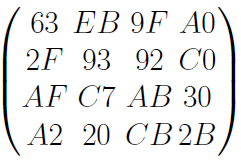 63 EB 9F A0
2F 93 92 C0
AF C7 AB 30
A2 20 CB 2B